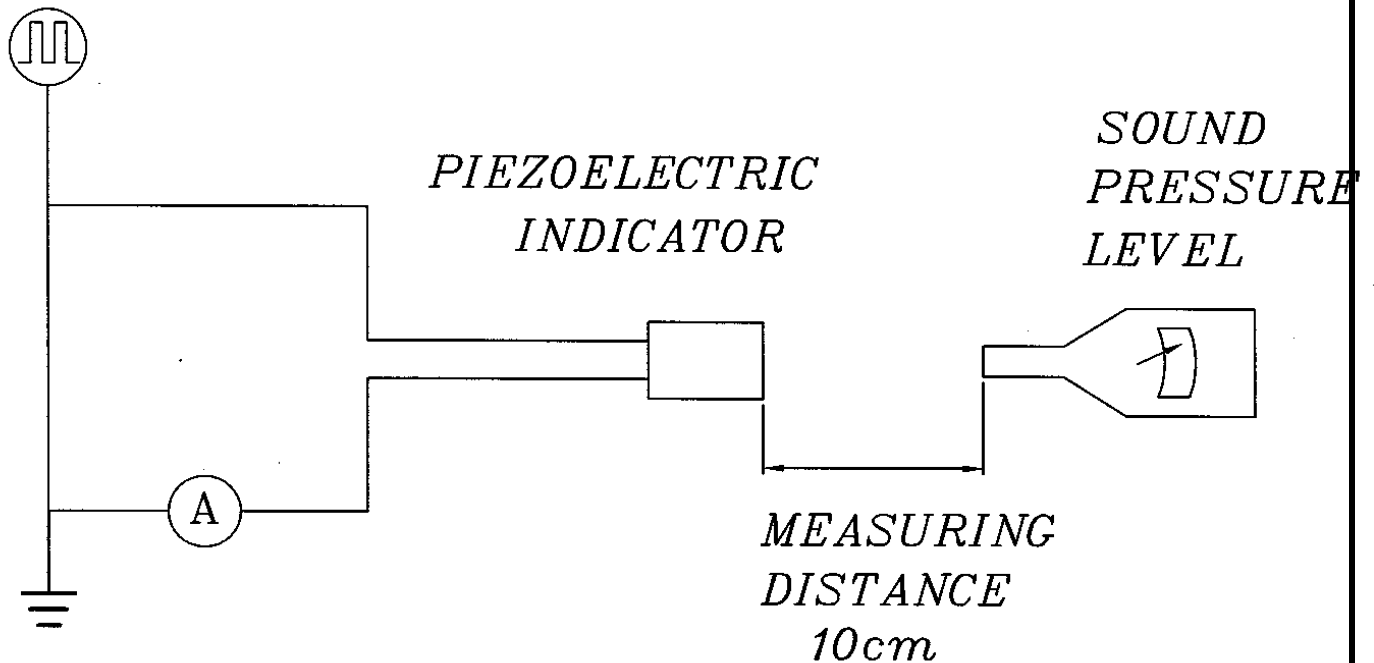 PIEZOELECTRIC
INDICATOR
SOUND
PRESSURE
LEVEL
A
MEASURING
DISTANCE
10cm